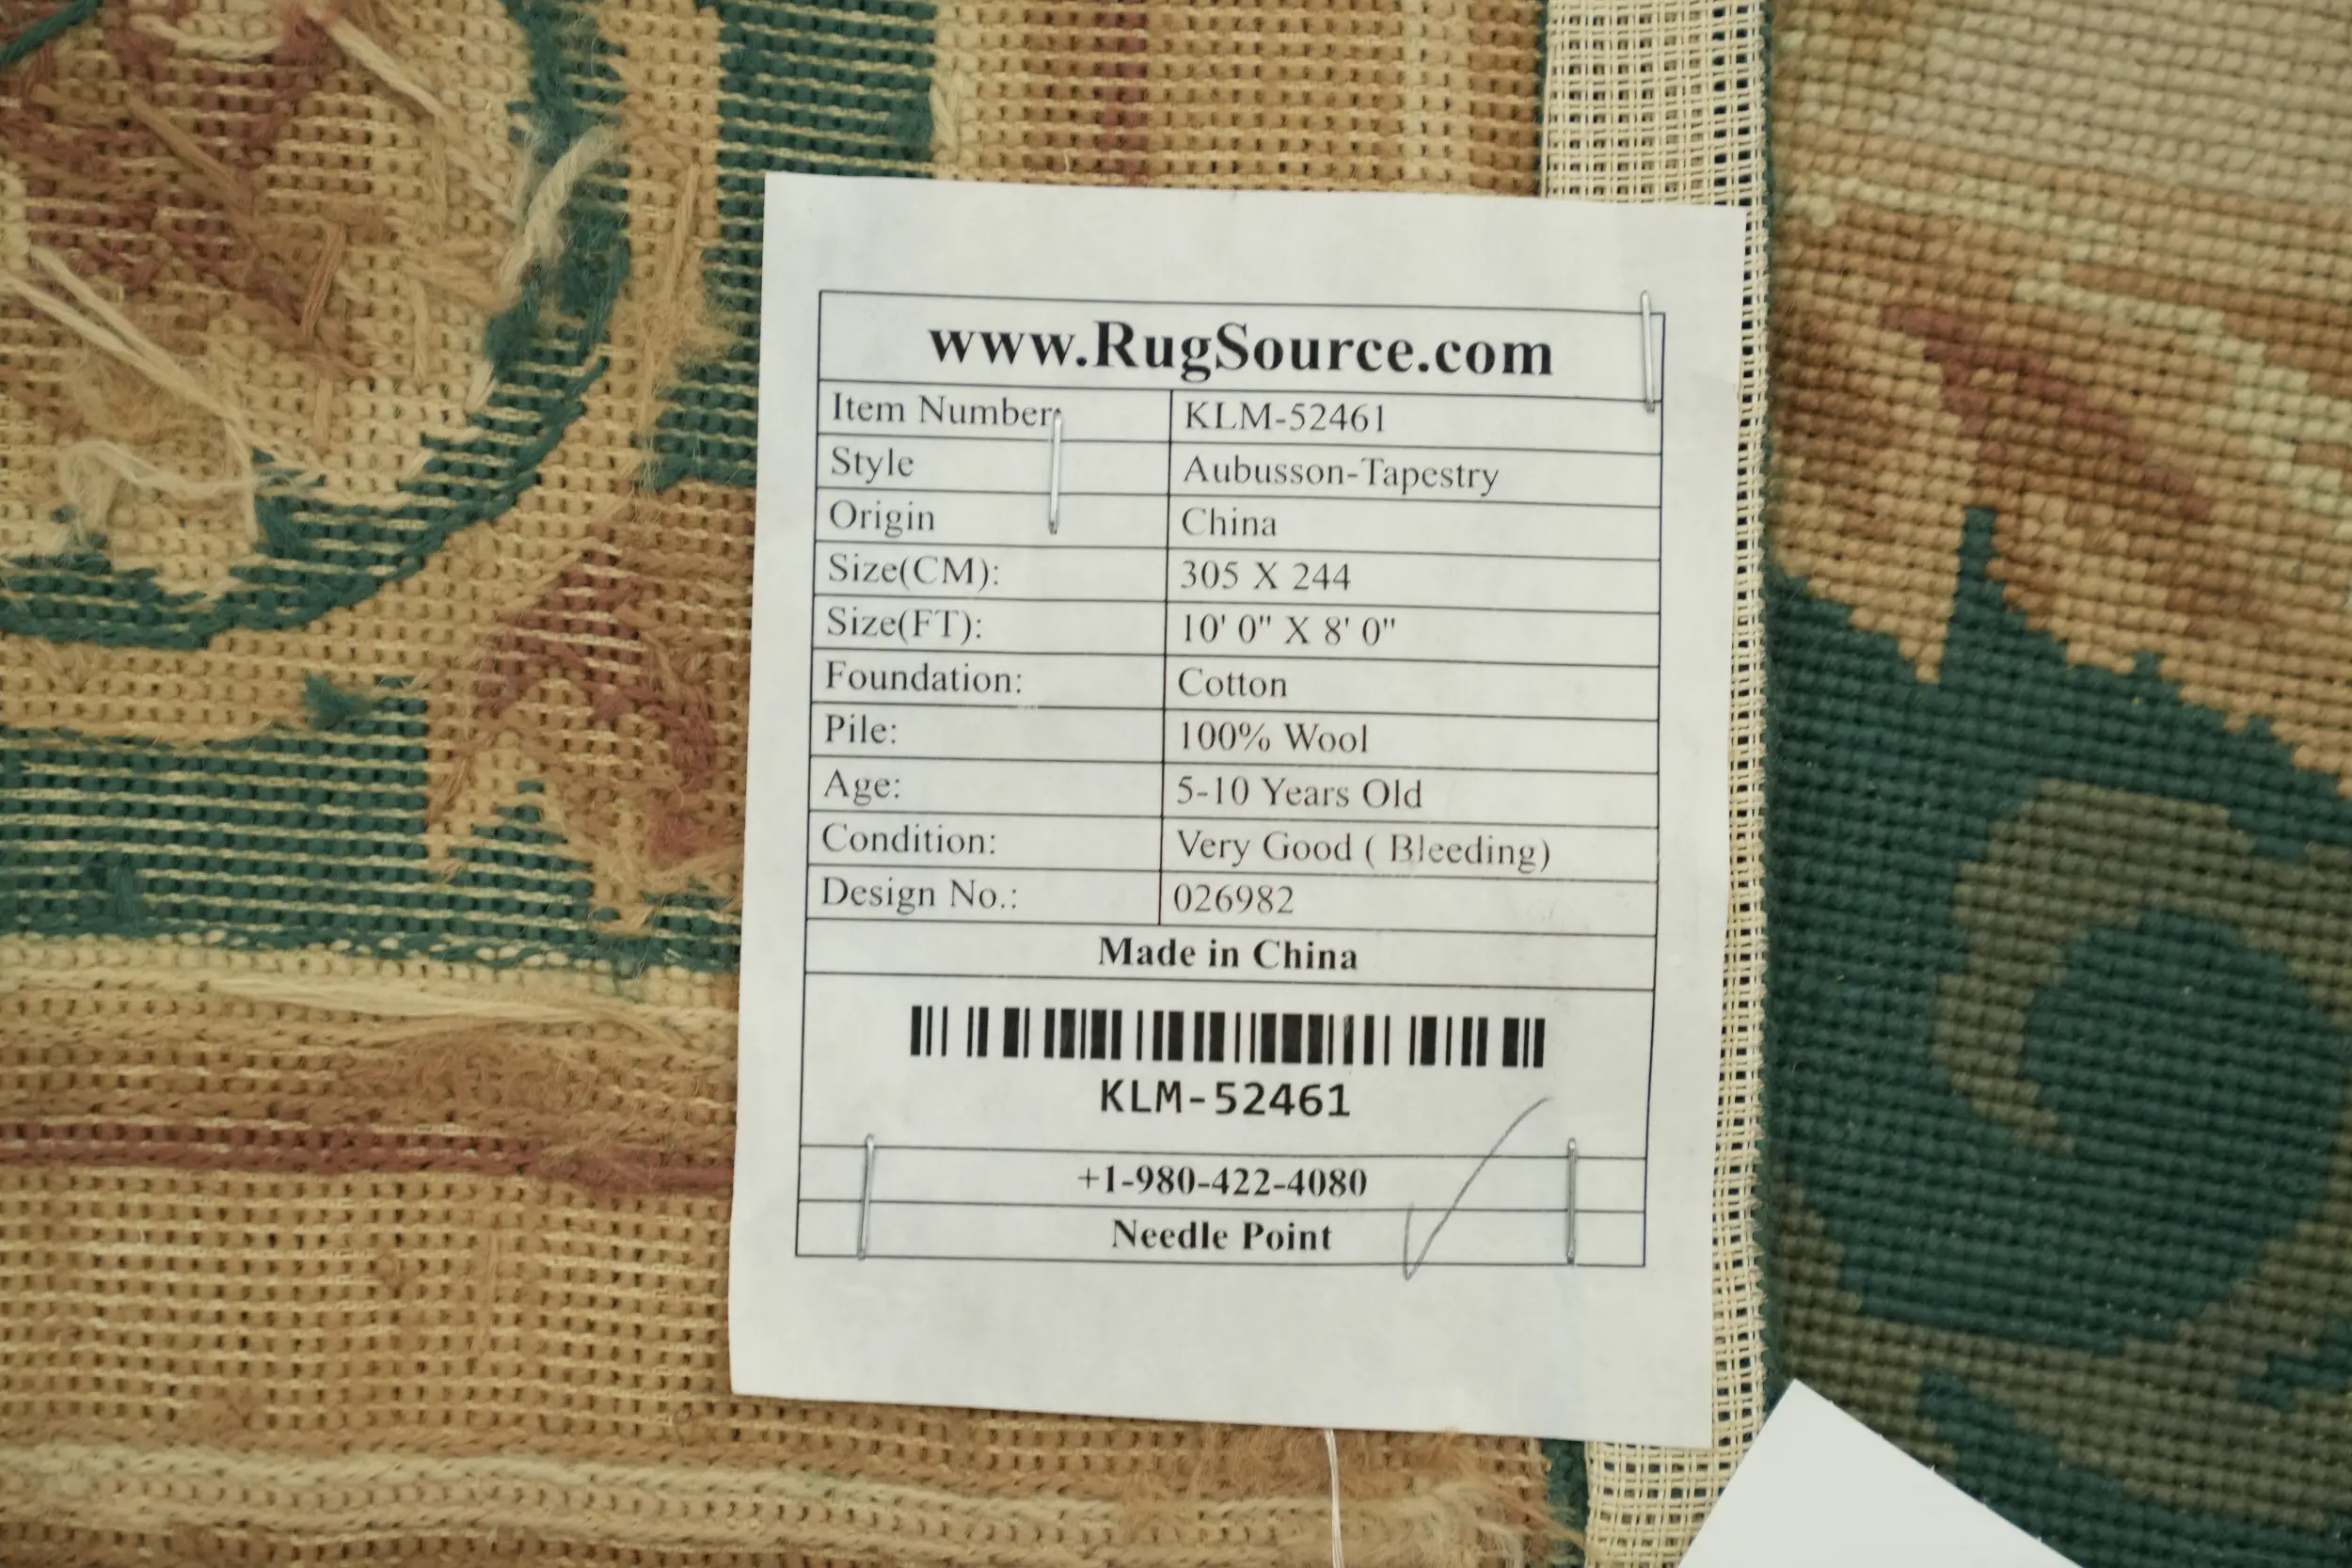 www.RugSource.com
Item Number: KLM-52461
Style Aubusson-Tapestry
Origin China
Size(CM): 305 X 244
Size(FT): 10' 0" X 8' 0"
Foundation: Cotton
Pile: 100% Wool
Age: 5-10 Years Old
Condition: Very Good ( Bleeding)
Design No.: 026982
Made in China
KLM-52461
+1-980-422-4080
Needle Point